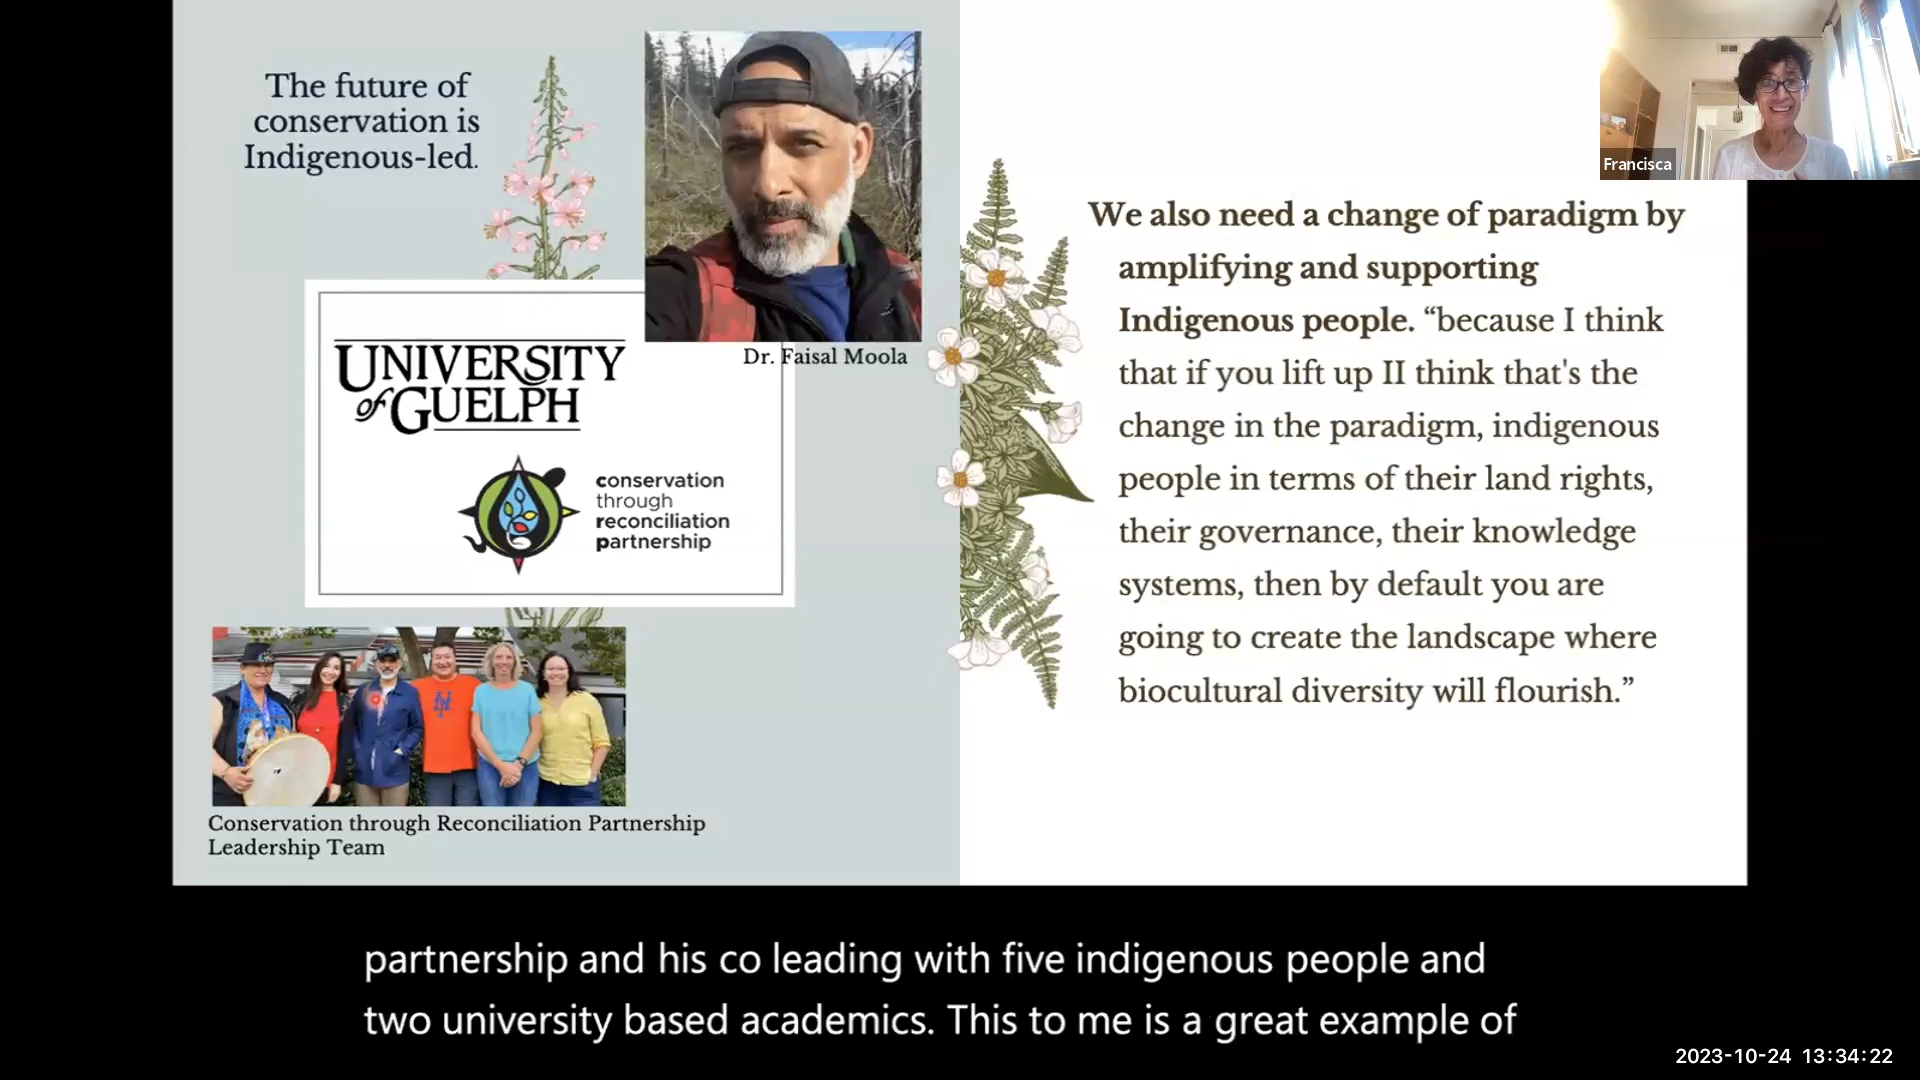 The future of
conservation is
Indigenous-led.
Dr. Faisal Moola
UNIVERSITY
of GUELPH
conservation
through
reconciliation
partnership
Conservation through Reconciliation Partnership
Leadership Team
We also need a change of paradigm by
amplifying and supporting
Indigenous people. “because I think
that if you lift up II think that's the
change in the paradigm, indigenous
people in terms of their land rights,
their governance, their knowledge
systems, then by default you are
going to create the landscape where
biocultural diversity will flourish.”
Francisca
partnership and his co leading with five indigenous people and
two university based academics. This to me is a great example of
2023-10-24 13:34:22